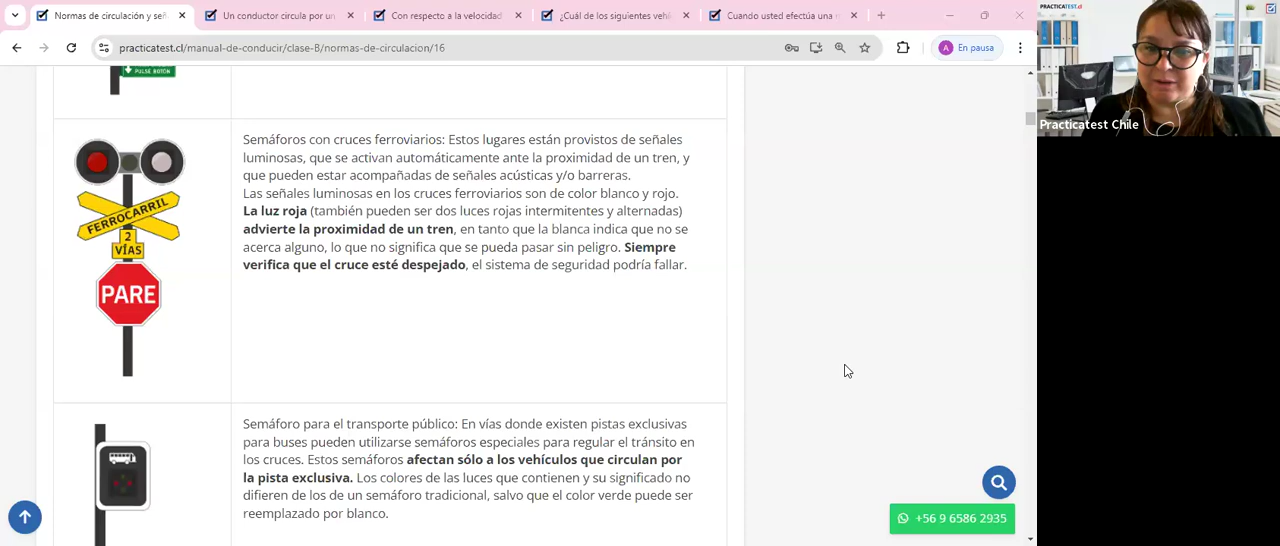 Normas de circulación y señ
Un conductor circula por un
Con respecto a la velocidad
¿Cuál de los siguientes vehí
Cuando usted efectúa una
practicatest.cl/manual-de-conducir/clase-B/normas-de-circulacion/16
A En pausa
PRACTICATEST.cl
Practicatest Chile
PULSE BOTÓN
Semáforos con cruces ferroviarios: Estos lugares están provistos de señales
luminosas, que se activan automáticamente ante la proximidad de un tren, y
que pueden estar acompañadas de señales acústicas y/o barreras.
Las señales luminosas en los cruces ferroviarios son de color blanco y rojo.
La luz roja (también pueden ser dos luces rojas intermitentes y alternadas)
advierte la proximidad de un tren, en tanto que la blanca indica que no se
acerca alguno, lo que no significa que se pueda pasar sin peligro. Siempre
verifica que el cruce esté despejado, el sistema de seguridad podría fallar.
FERROCARRIL
2
VÍAS
PARE
Semáforo para el transporte público: En vías donde existen pistas exclusivas
para buses pueden utilizarse semáforos especiales para regular el tránsito en
los cruces. Estos semáforos afectan sólo a los vehículos que circulan por
la pista exclusiva. Los colores de las luces que contienen y su significado no
difieren de los de un semáforo tradicional, salvo que el color verde puede ser
reemplazado por blanco.
+56 9 6586 2935